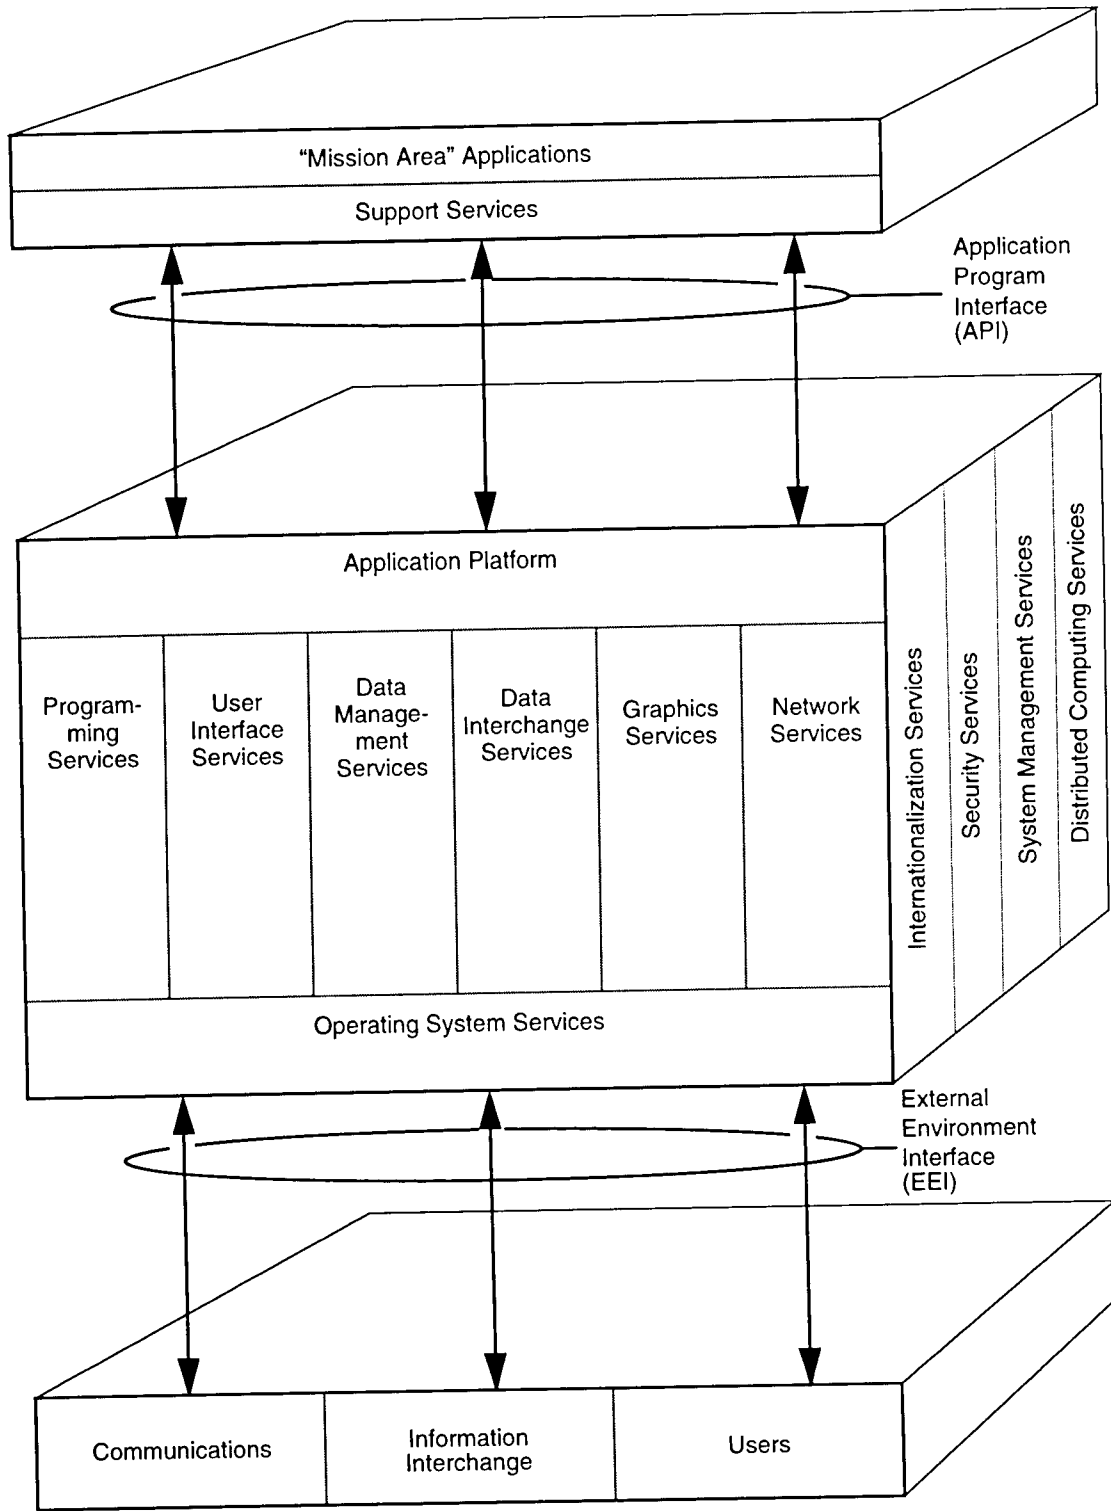 “Mission Area” Applications
Support Services
Application
Program
Interface
(API)
Application Platform
Program-
ming
Services
User
Interface
Services
Data
Manage-
ment
Services
Data
Interchange
Services
Graphics
Services
Network
Services
Internationalization Services
Security Services
System Management Services
Distributed Computing Services
Operating System Services
External
Environment
Interface
(EEI)
Communications
Information
Interchange
Users